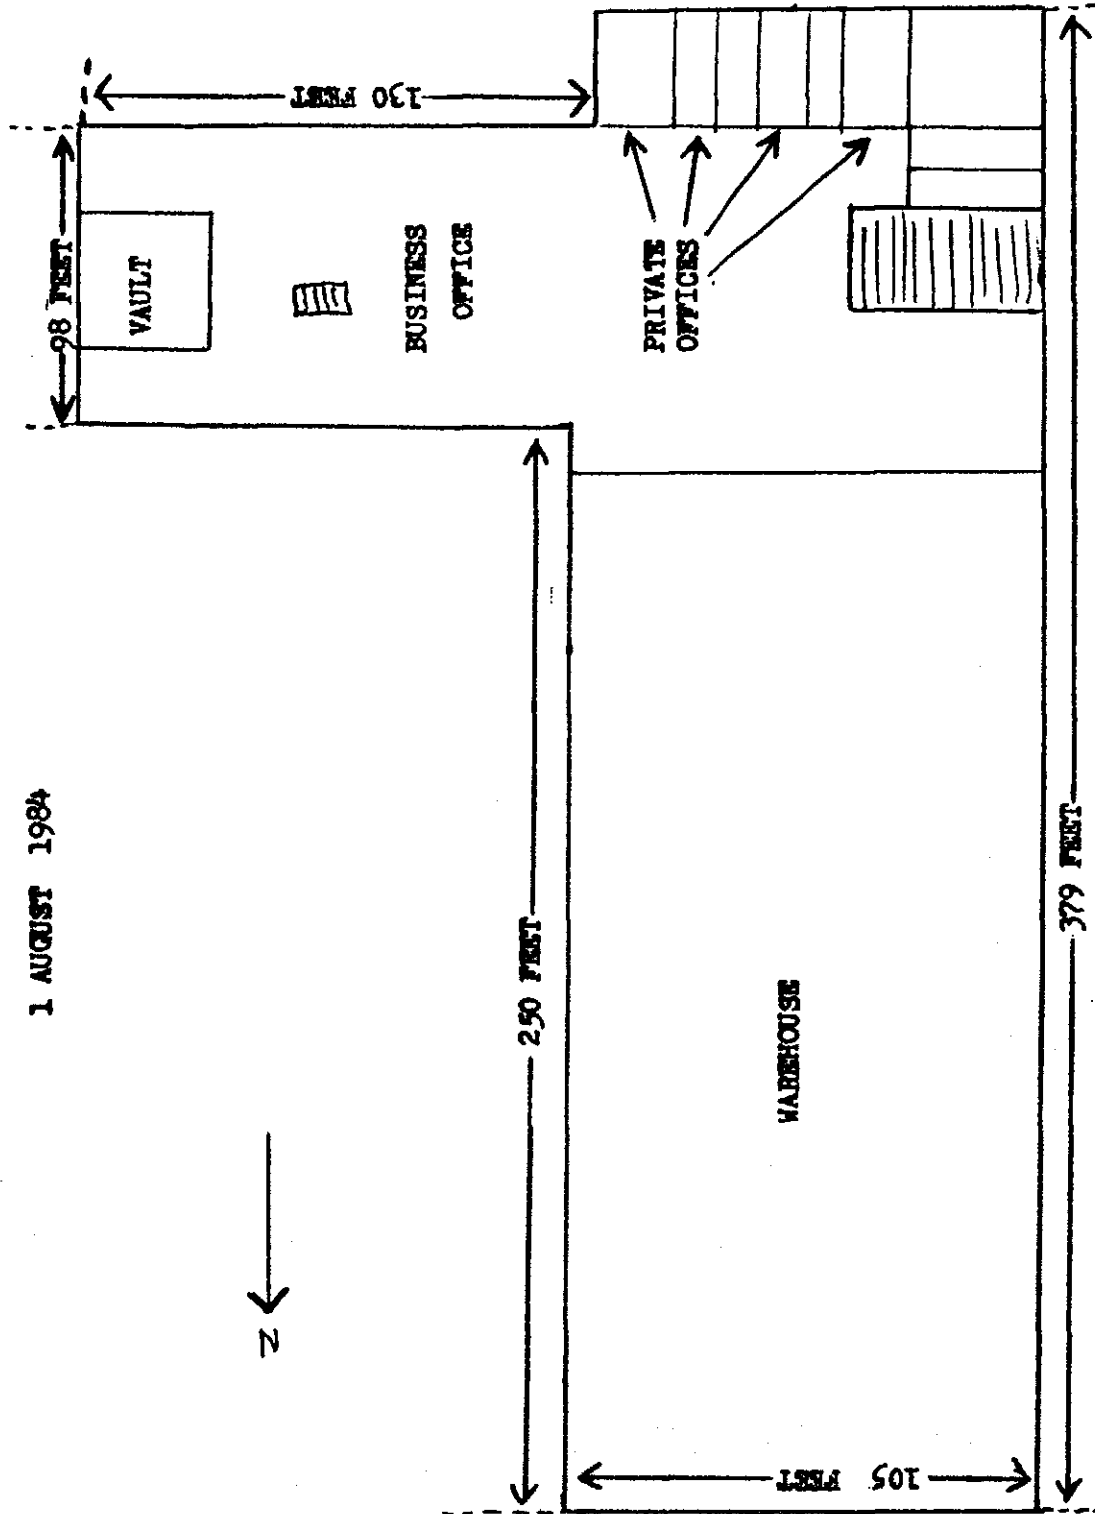 1 AUGUST 1984
N
98 FEET
130 FEET
VAULT
BUSINESS
OFFICE
PRIVATE
OFFICES
250 FEET
WAREHOUSE
105 FEET
379 FEET